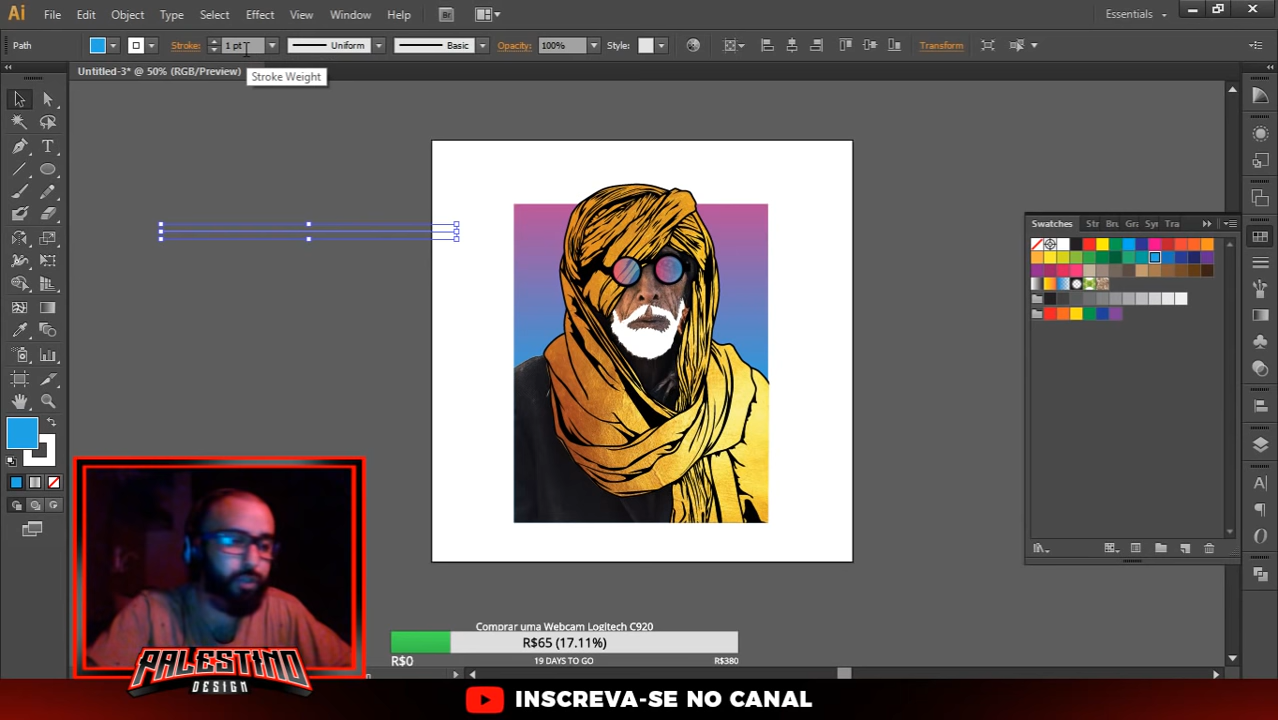 Ai File Edit Object Type Select Effect View Window Help Br Essentials
Path Stroke: 1 pt Uniform Basic Opacity: 100% Style: Transform
Untitled-3* @ 50% (RGB/Preview)
Stroke Weight
Swatches Str Bru Gra Syr Tra
Comprar uma Webcam Logitech C920
R$65 (17.11%)
R$0 19 DAYS TO GO R$380
PALESTINO
DESIGN
INSCREVA-SE NO CANAL